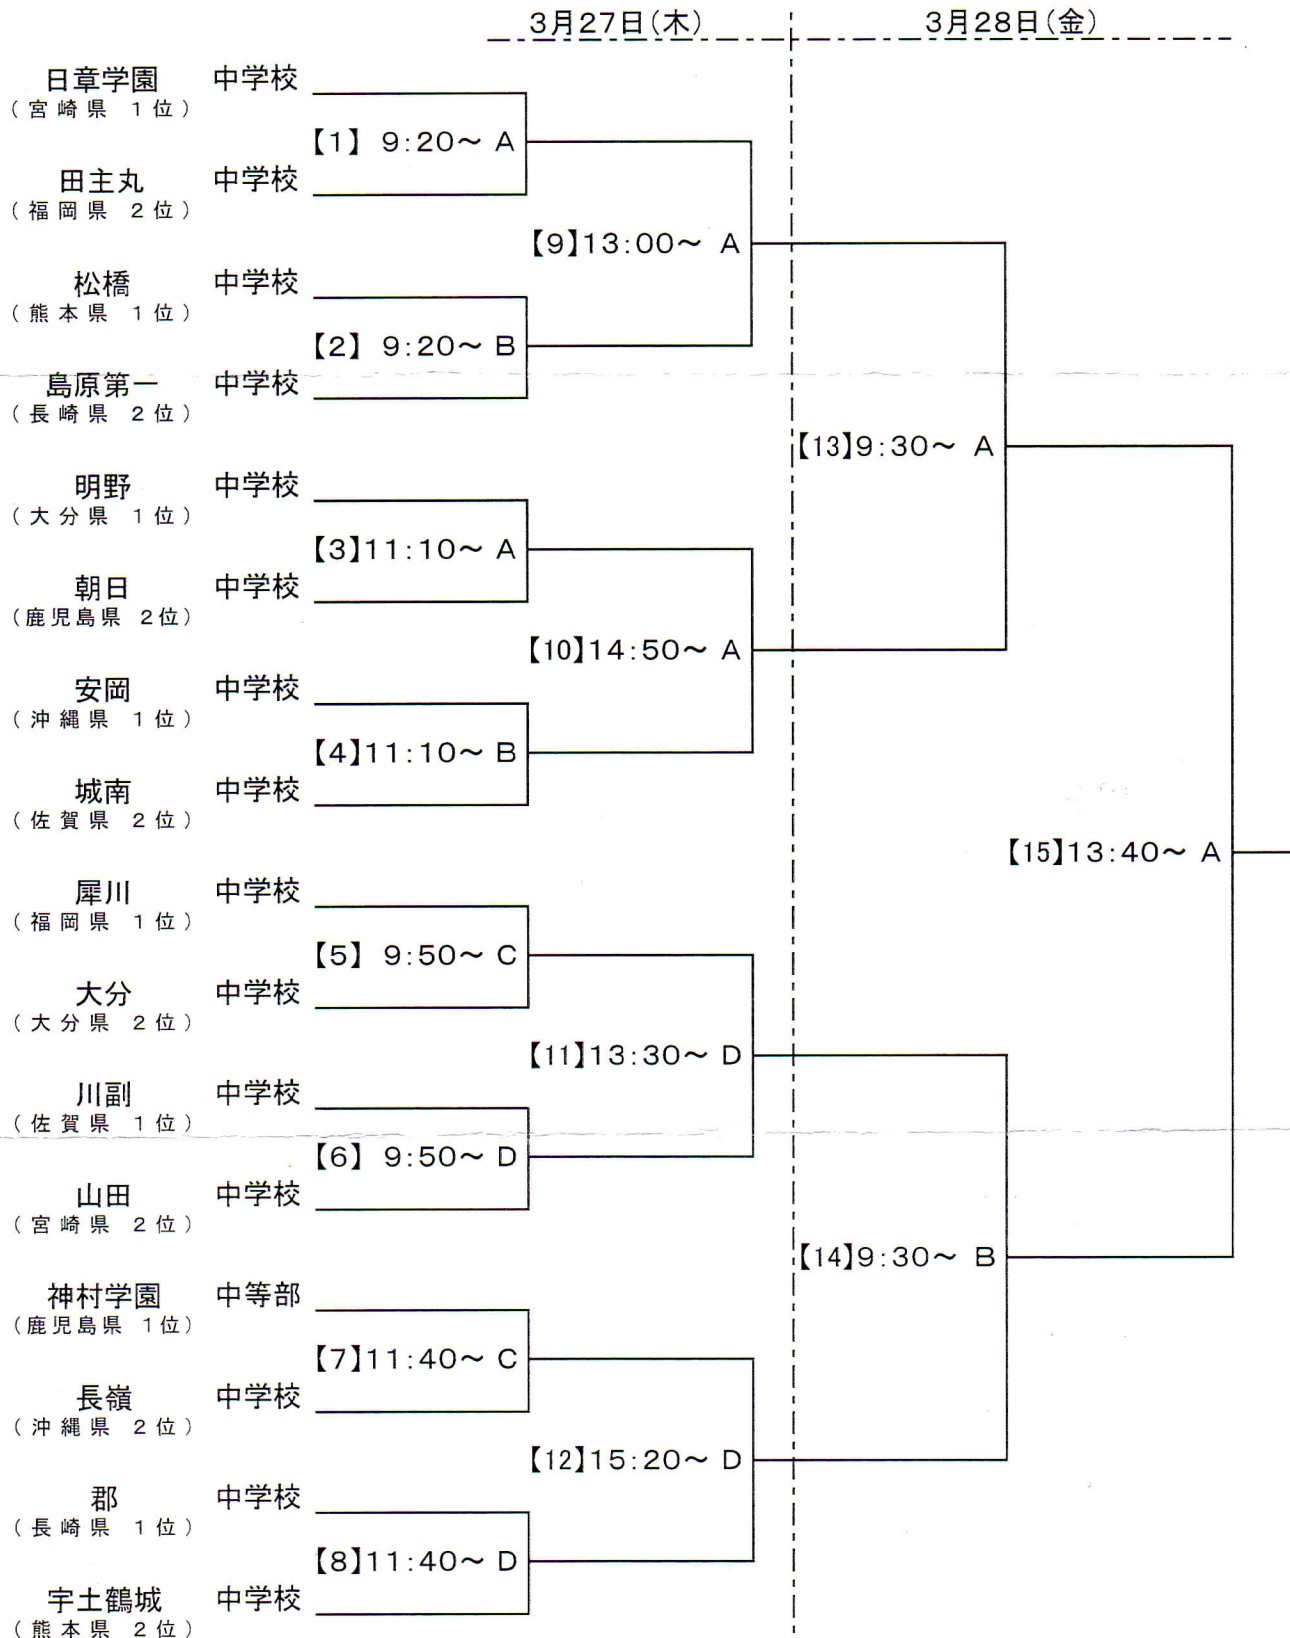 3月27日(木) 3月28日(金)
日章学園 中学校
(宮崎県 1位)
【1】 9:20～ A
田主丸 中学校
(福岡県 2位)
【9】13:00～ A
松橋 中学校
(熊本県 1位)
【2】 9:20～ B
島原第一 中学校
(長崎県 2位)
【13】9:30～ A
明野 中学校
(大分県 1位)
【3】11:10～ A
朝日 中学校
(鹿児島県 2位)
【10】14:50～ A
安岡 中学校
(沖縄県 1位)
【4】11:10～ B
城南 中学校
(佐賀県 2位)
【15】13:40～ A
犀川 中学校
(福岡県 1位)
【5】 9:50～ C
大分 中学校
(大分県 2位)
【11】13:30～ D
川副 中学校
(佐賀県 1位)
【6】 9:50～ D
山田 中学校
(宮崎県 2位)
【14】9:30～ B
神村学園 中等部
(鹿児島県 1位)
【7】11:40～ C
長嶺 中学校
(沖縄県 2位)
【12】15:20～ D
郡 中学校
(長崎県 1位)
【8】11:40～ D
宇土鶴城 中学校
(熊本県 2位)